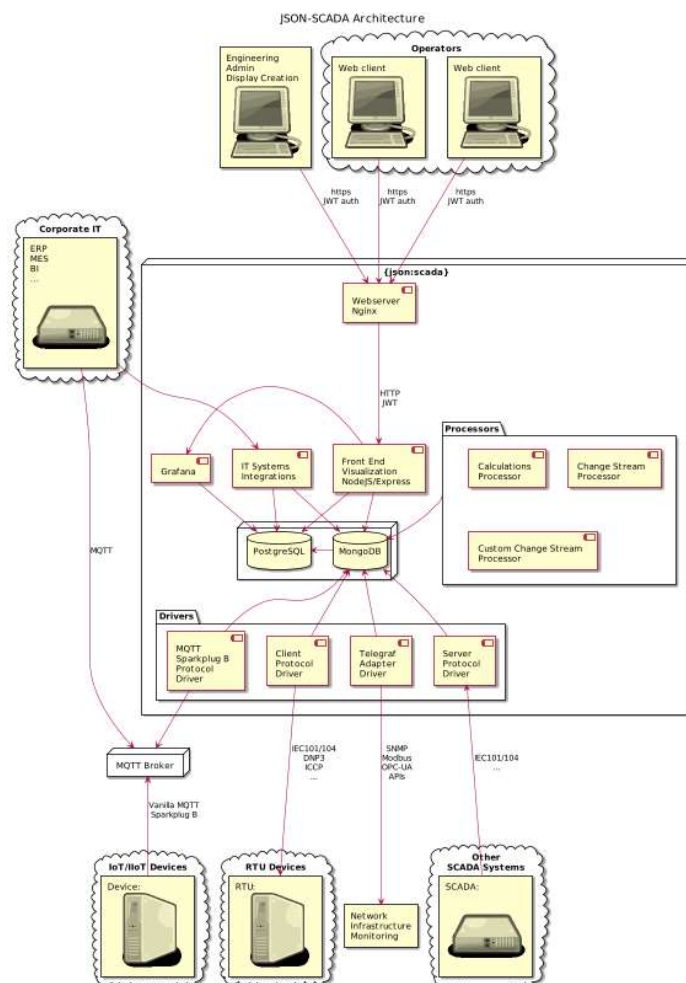 JSON-SCADA Architecture
Engineering
Admin
Display Creation
Operators
Web client
Web client
https
JWT auth
https
JWT auth
https
JWT auth
Corporate IT
ERP
MES
BI
...
{json:scada}
Webserver
Nginx
HTTP
JWT
Grafana
IT Systems
Integrations
Front End
Visualization
NodeJS/Express
Processors
Calculations
Processor
Change Stream
Processor
Custom Change Stream
Processor
PostgreSQL
MongoDB
MQTT
Drivers
MQTT
Sparkplug B
Protocol
Driver
Client
Protocol
Driver
Telegraf
Adapter
Driver
Server
Protocol
Driver
MQTT Broker
IEC101/104
DNP3
ICCP
...
SNMP
Modbus
OPC-UA
APIs
IEC101/104
...
Vanilla MQTT
Sparkplug B
IoT/IIoT Devices
Device:
RTU Devices
RTU:
Network
Infrastructure
Monitoring
Other
SCADA Systems
SCADA: